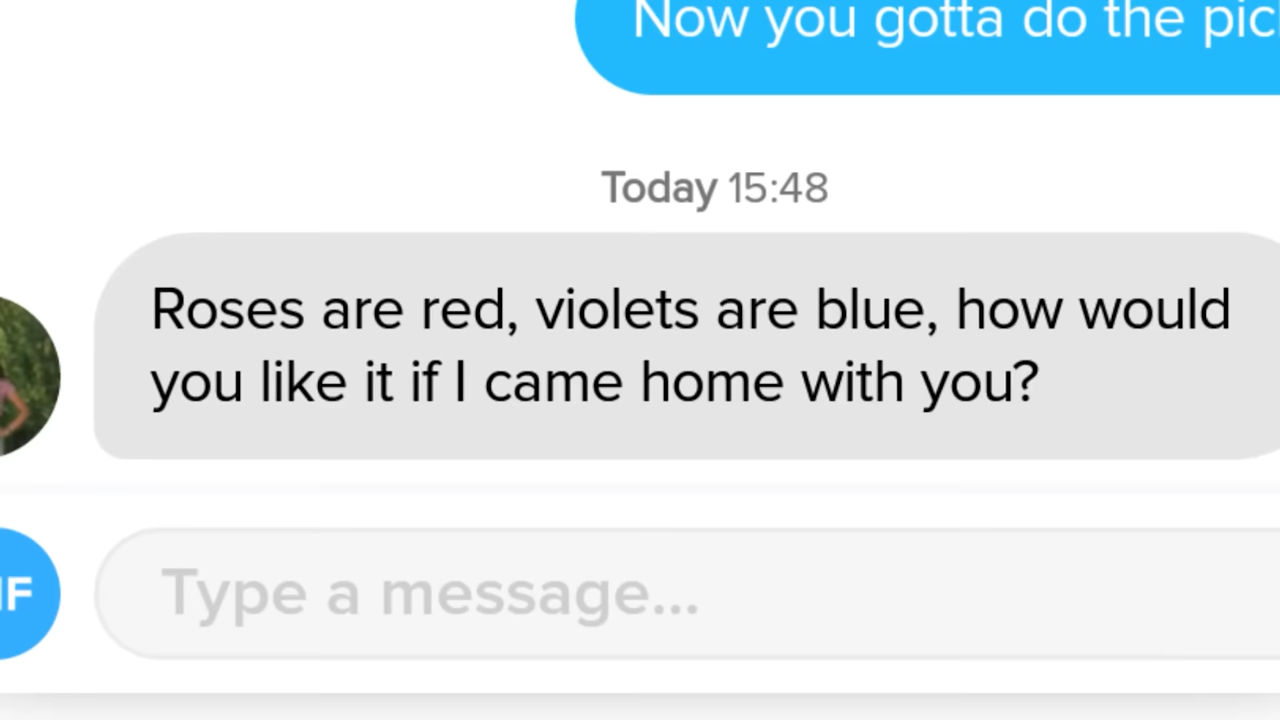 Now you gotta do the pic
Today 15:48
Roses are red, violets are blue, how would
you like it if I came home with you?
IF
Type a message...